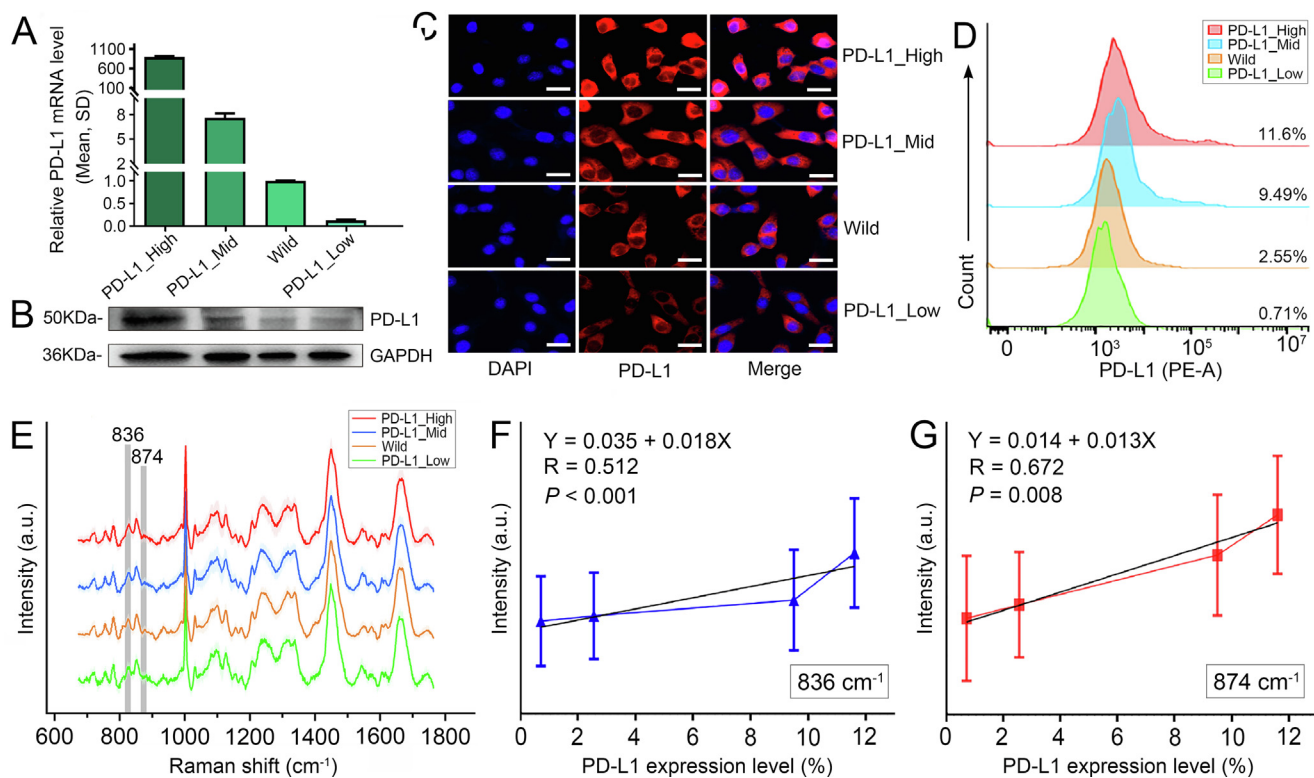 A
Relative PD-L1 mRNA level
(Mean, SD)
1100
600
100
8
4
2
1.0
0.5
0.0
PD-L1_High
PD-L1_Mid
Wild
PD-L1_Low
B
50KDa-
PD-L1
36KDa-
GAPDH
C
PD-L1_High
PD-L1_Mid
Wild
PD-L1_Low
DAPI
PD-L1
Merge
D
PD-L1_High
PD-L1_Mid
Wild
PD-L1_Low
11.6%
9.49%
2.55%
0.71%
Count
0
10³
10⁵
10⁷
PD-L1 (PE-A)
E
836
874
PD-L1_High
PD-L1_Mid
Wild
PD-L1_Low
Intensity (a.u.)
600 800 1000 1200 1400 1600 1800
Raman shift (cm⁻¹)
F
Y = 0.035 + 0.018X
R = 0.512
P < 0.001
Intensity (a.u.)
836 cm⁻¹
0 2 4 6 8 10 12 14
PD-L1 expression level (%)
G
Y = 0.014 + 0.013X
R = 0.672
P = 0.008
Intensity (a.u.)
874 cm⁻¹
0 2 4 6 8 10 12 14
PD-L1 expression level (%)